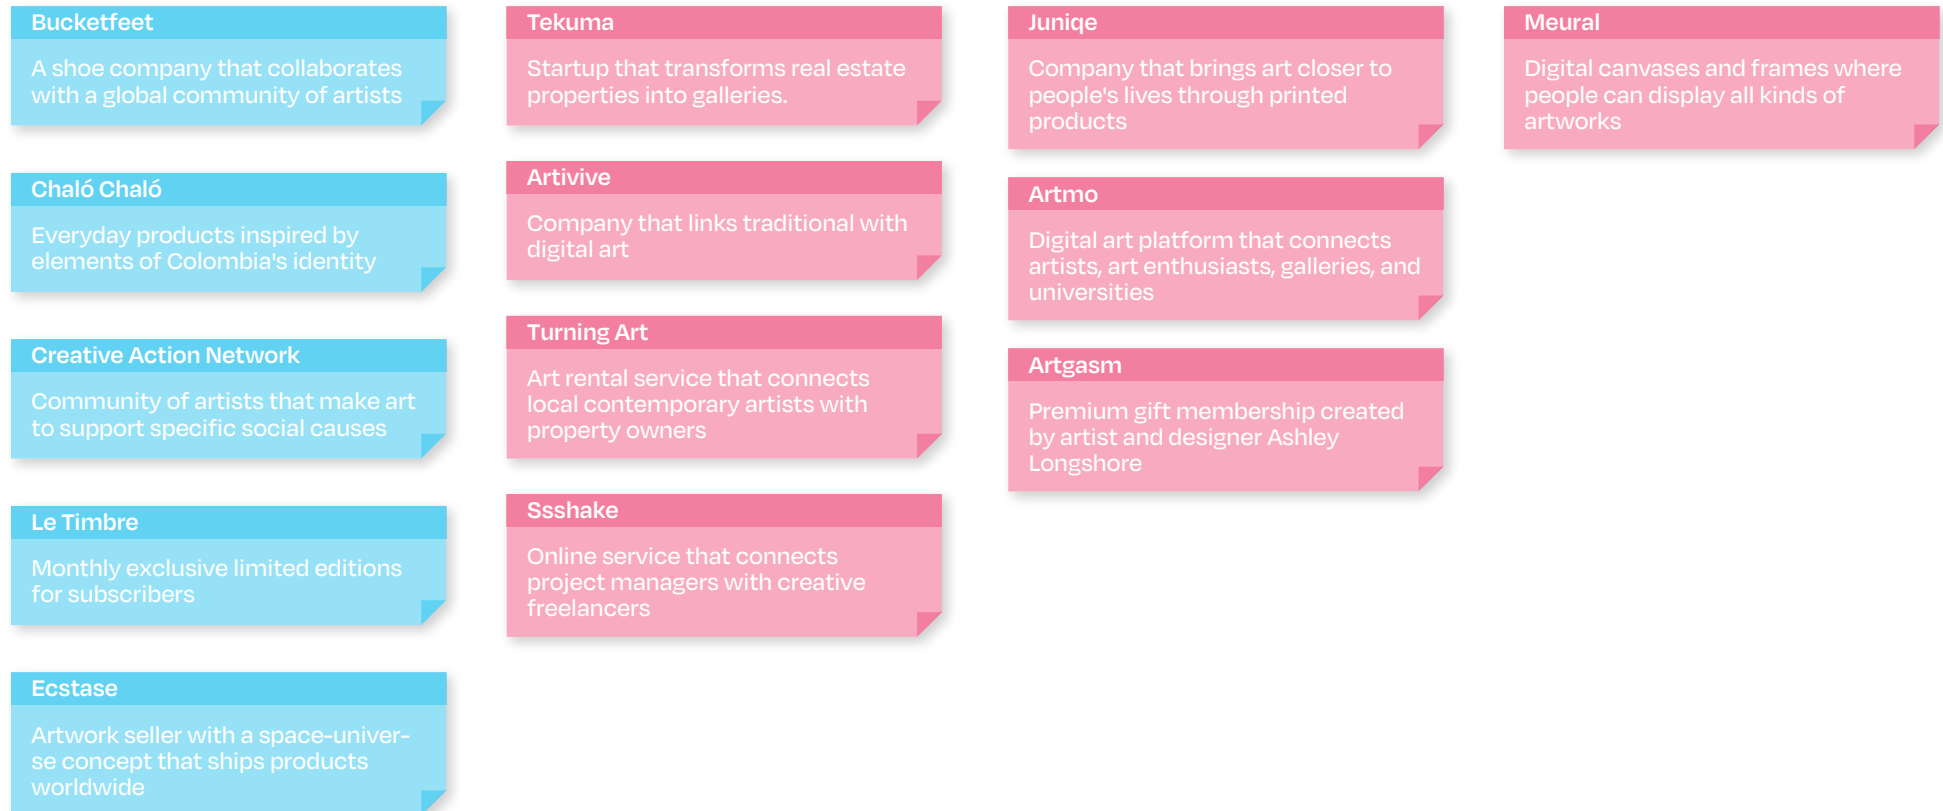 Bucketfeet
A shoe company that collaborates
with a global community of artists
Chaló Chaló
Everyday products inspired by
elements of Colombia's identity
Creative Action Network
Community of artists that make art
to support specific social causes
Le Timbre
Monthly exclusive limited editions
for subscribers
Ecstase
Artwork seller with a space-univer-
se concept that ships products
worldwide
Tekuma
Startup that transforms real estate
properties into galleries.
Artivive
Company that links traditional with
digital art
Turning Art
Art rental service that connects
local contemporary artists with
property owners
Ssshake
Online service that connects
project managers with creative
freelancers
Juniqe
Company that brings art closer to
people's lives through printed
products
Artmo
Digital art platform that connects
artists, art enthusiasts, galleries, and
universities
Artgasm
Premium gift membership created
by artist and designer Ashley
Longshore
Meural
Digital canvases and frames where
people can display all kinds of
artworks